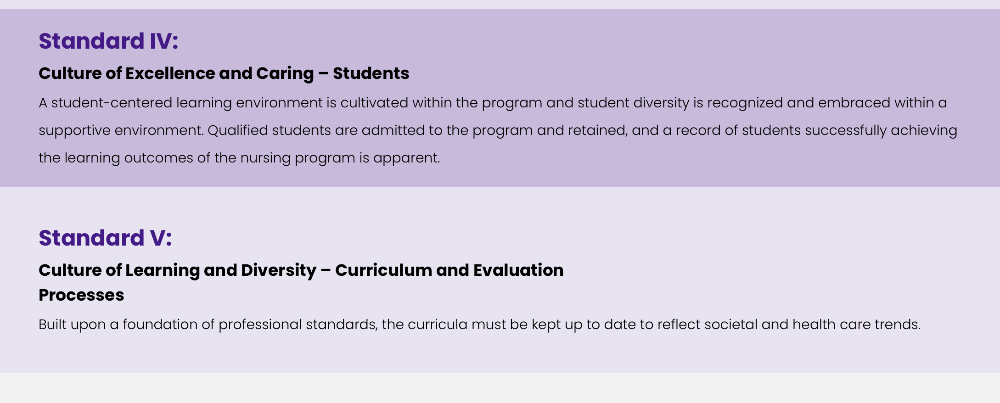 Standard IV:
Culture of Excellence and Caring – Students
A student-centered learning environment is cultivated within the program and student diversity is recognized and embraced within a
supportive environment. Qualified students are admitted to the program and retained, and a record of students successfully achieving
the learning outcomes of the nursing program is apparent.
Standard V:
Culture of Learning and Diversity – Curriculum and Evaluation
Processes
Built upon a foundation of professional standards, the curricula must be kept up to date to reflect societal and health care trends.